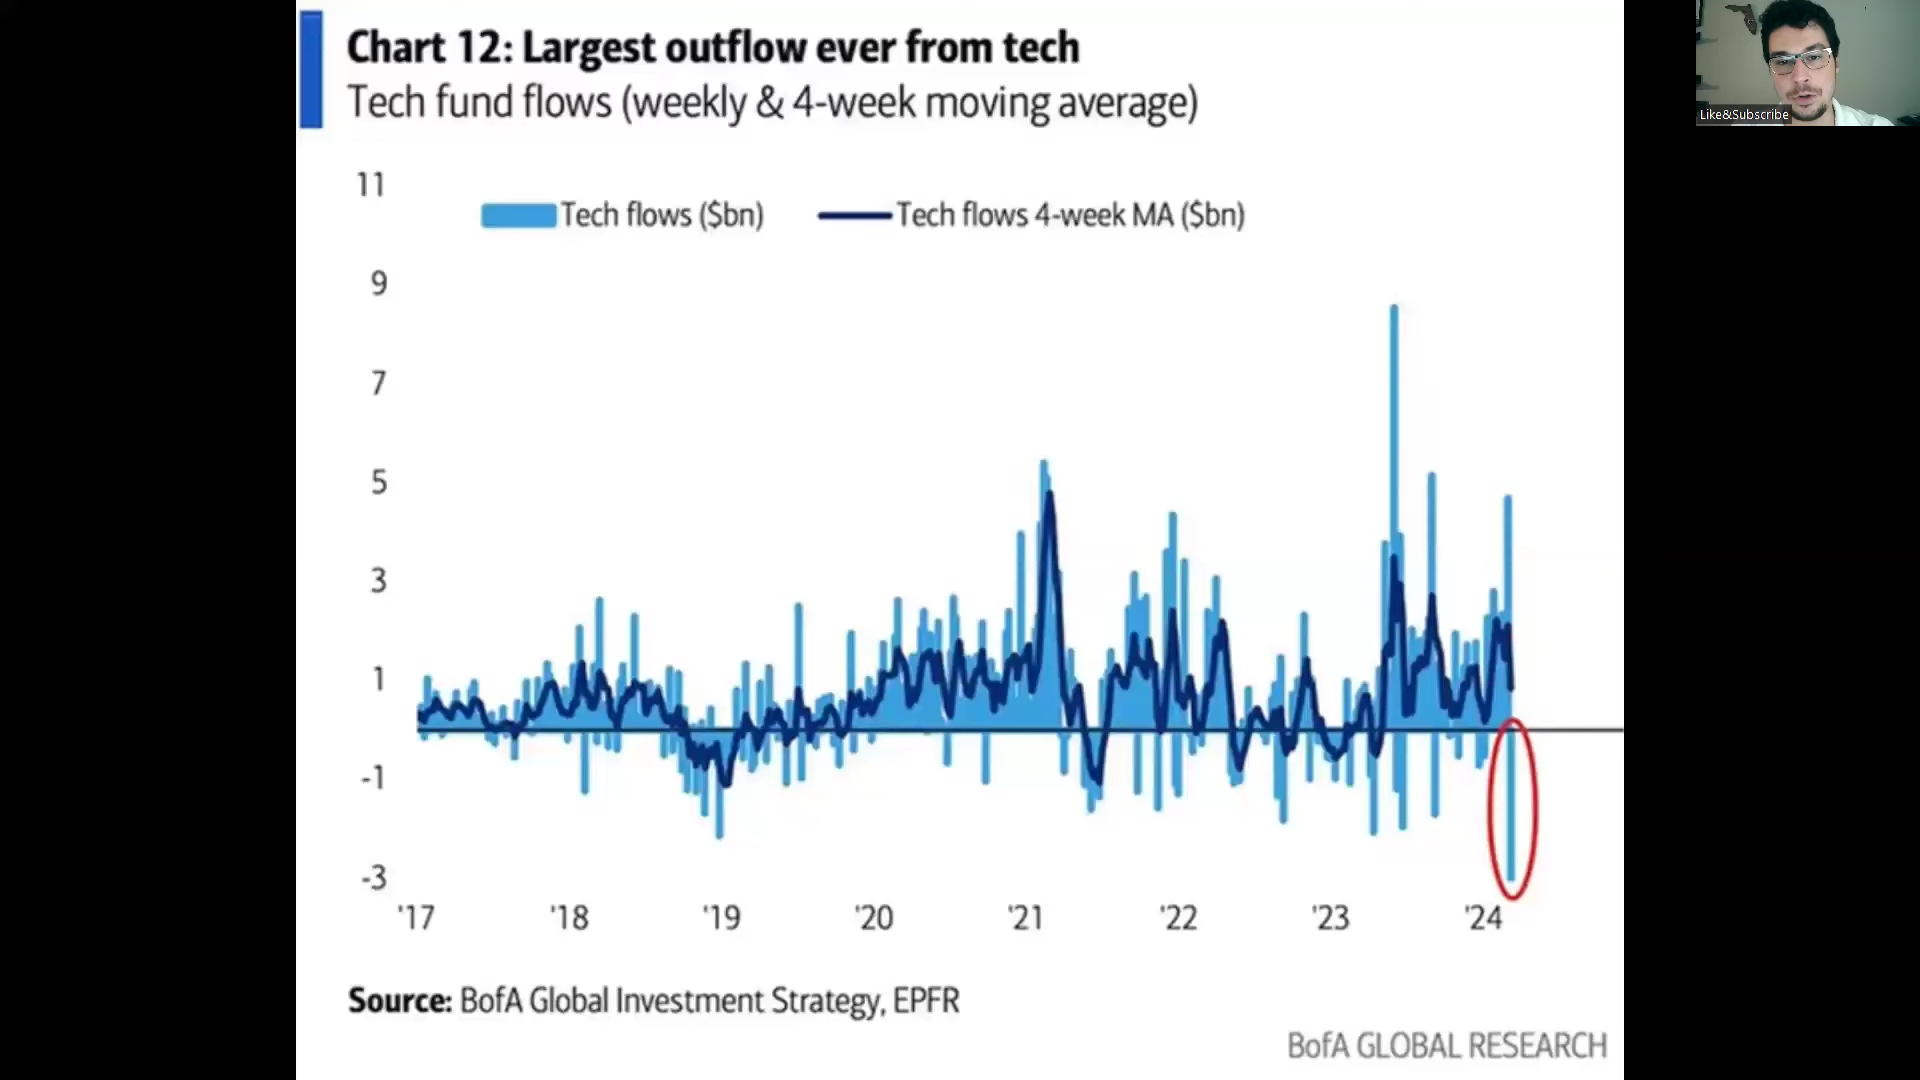 Chart 12: Largest outflow ever from tech
Tech fund flows (weekly & 4-week moving average)
Like&Subscribe
11
Tech flows ($bn)
Tech flows 4-week MA ($bn)
9
7
5
3
1
-1
-3
'17 '18 '19 '20 '21 '22 '23 '24
Source: BofA Global Investment Strategy, EPFR
BofA GLOBAL RESEARCH